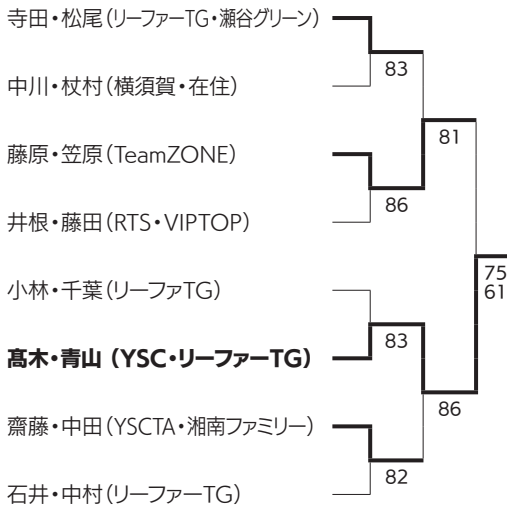 寺田・松尾（リーファーTG・瀬谷グリーン）
83
中川・杖村（横須賀・在住）
81
藤原・笠原（TeamZONE）
86
井根・藤田（RTS・VIPTOP）
75
61
小林・千葉（リーファTG）
83
髙木・青山（YSC・リーファーTG）
86
齋藤・中田（YSCTA・湘南ファミリー）
82
石井・中村（リーファーTG）